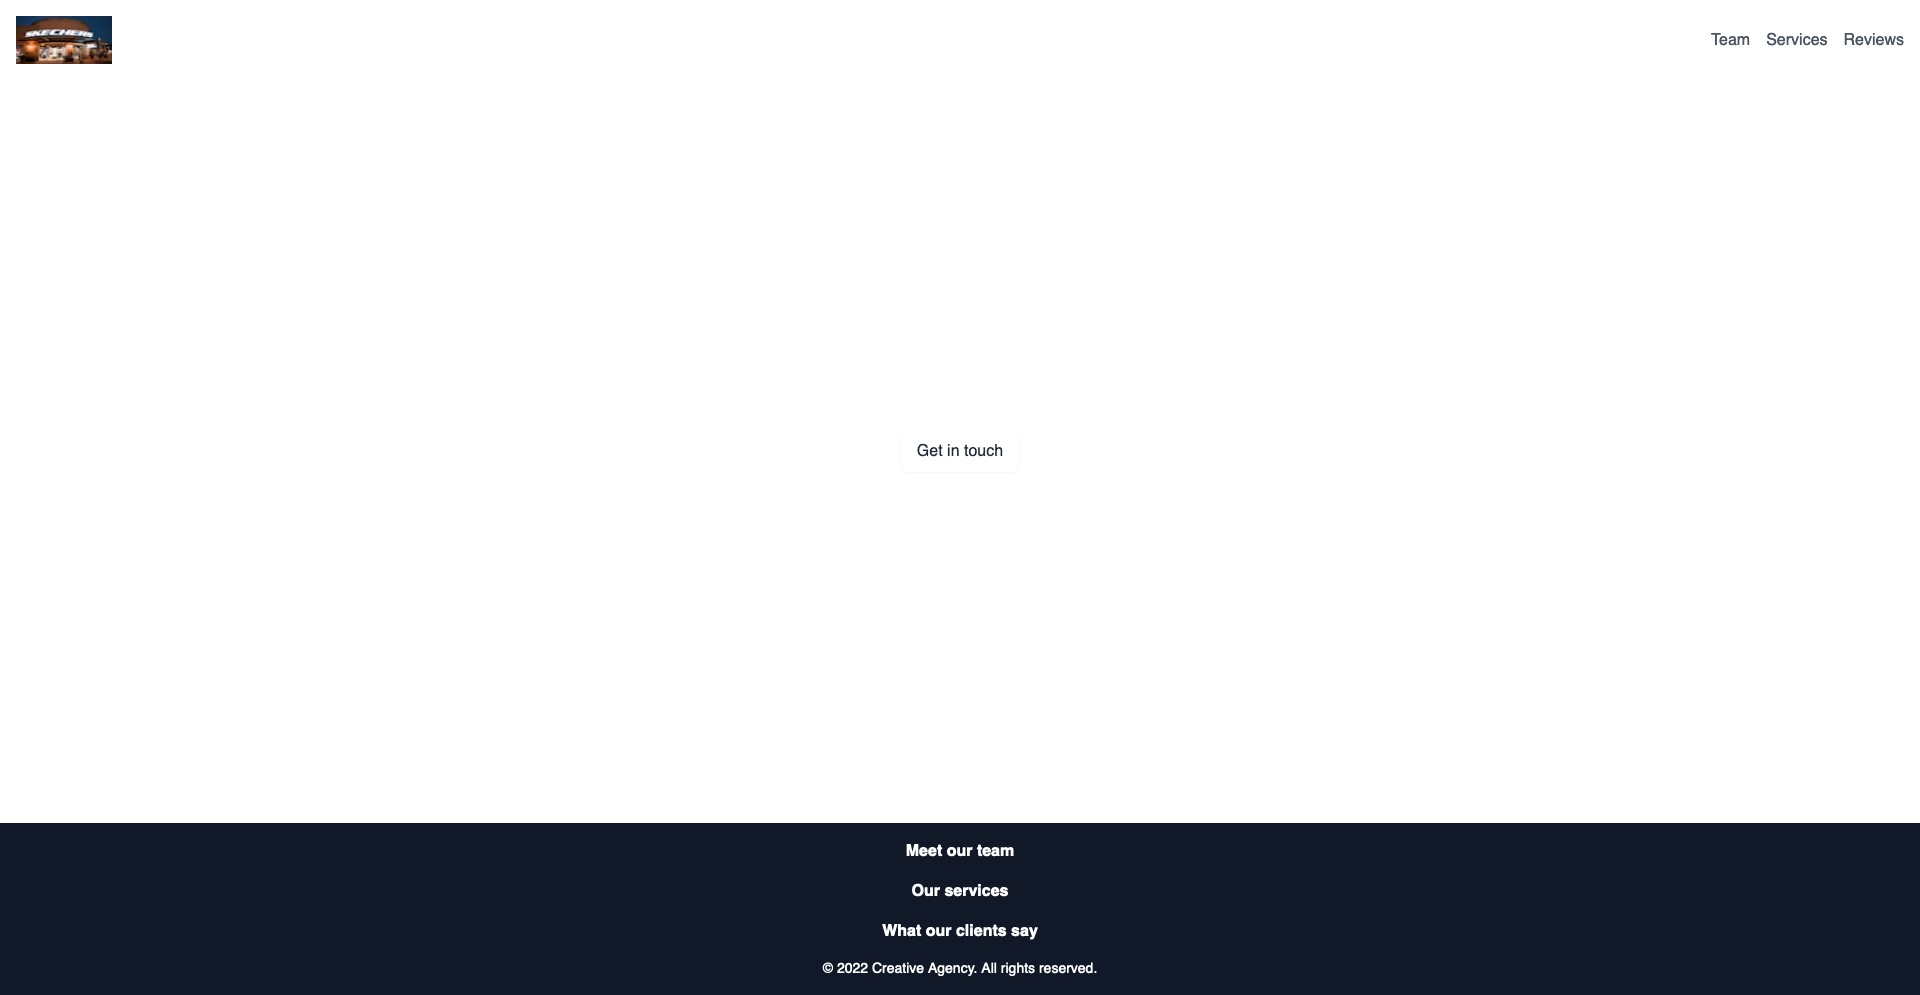 SKECHERS
Team Services Reviews
Get in touch
Meet our team
Our services
What our clients say
© 2022 Creative Agency. All rights reserved.